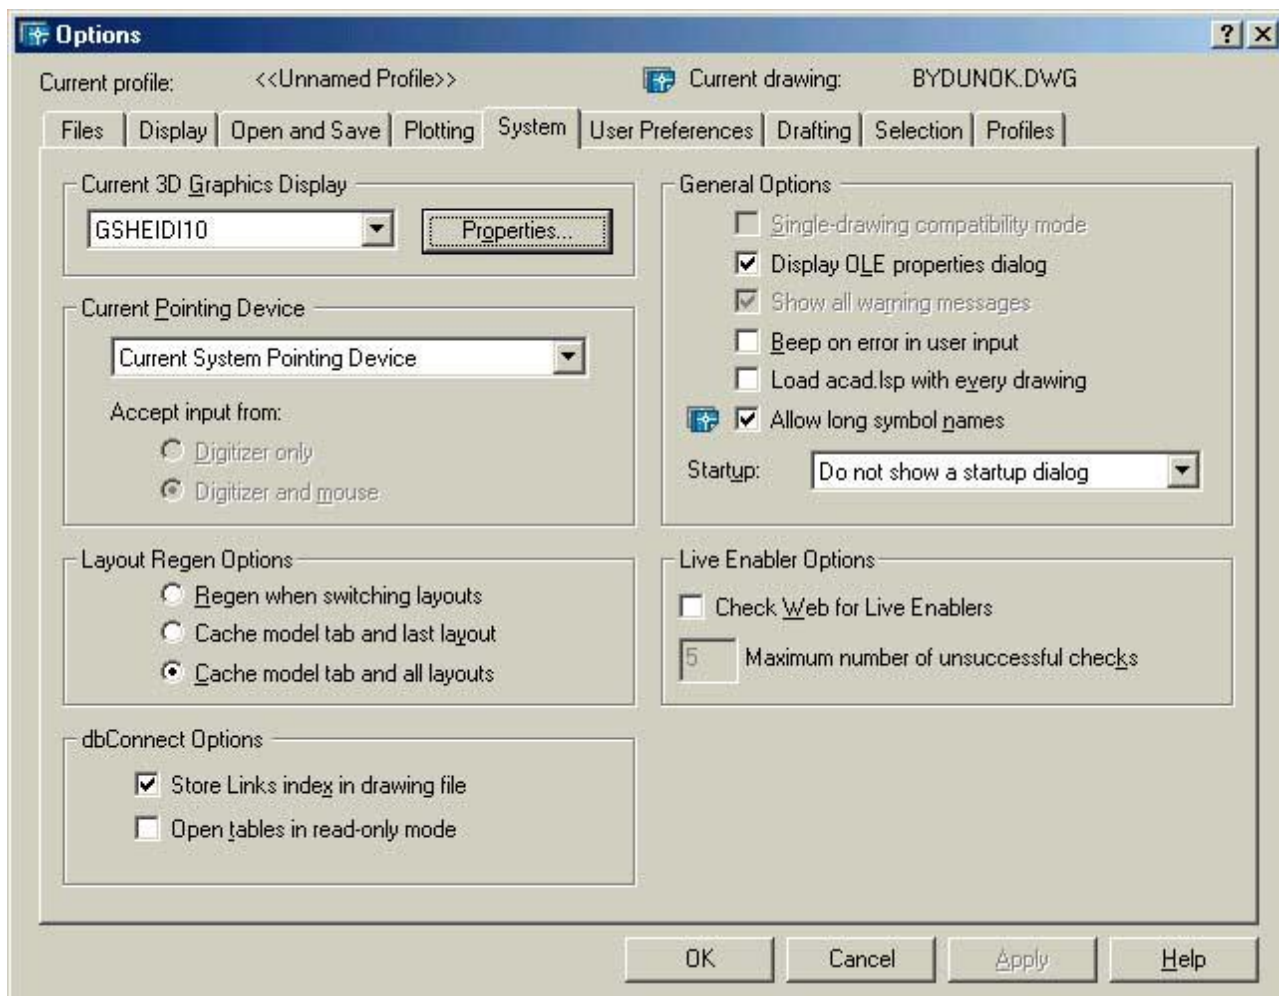 Options
Current profile: <<Unnamed Profile>> Current drawing: BYDUNOK.DWG
Files Display Open and Save Plotting System User Preferences Drafting Selection Profiles
Current 3D Graphics Display
GSHEIDI10 Properties...
Current Pointing Device
Current System Pointing Device
Accept input from:
Digitizer only
Digitizer and mouse
Layout Regen Options
Regen when switching layouts
Cache model tab and last layout
Cache model tab and all layouts
dbConnect Options
Store Links index in drawing file
Open tables in read-only mode
General Options
Single-drawing compatibility mode
Display OLE properties dialog
Show all warning messages
Beep on error in user input
Load acad.lsp with every drawing
Allow long symbol names
Startup: Do not show a startup dialog
Live Enabler Options
Check Web for Live Enablers
5 Maximum number of unsuccessful checks
OK Cancel Apply Help